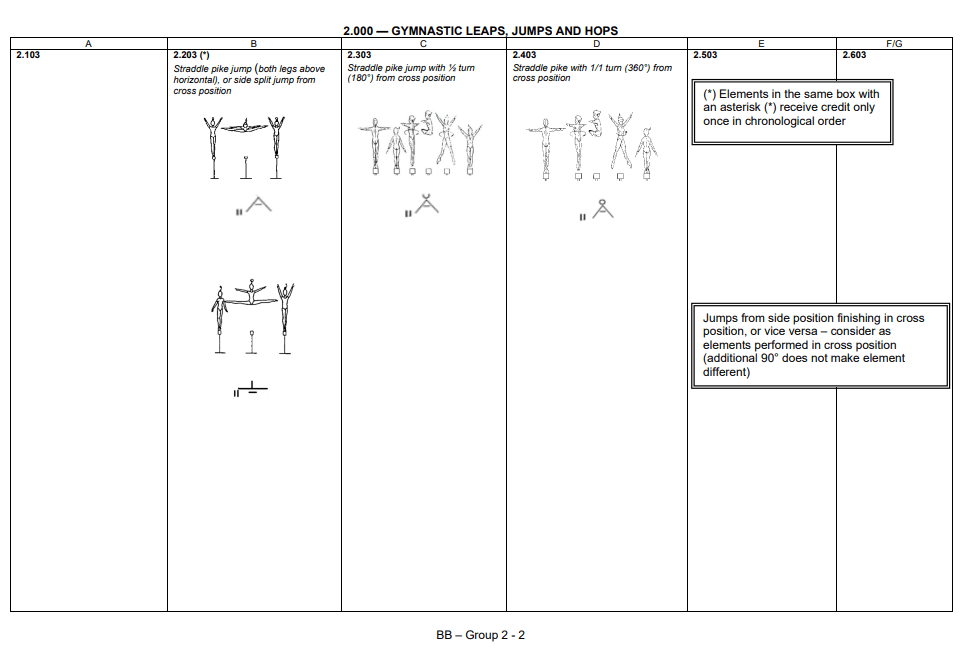 2.000 — GYMNASTIC LEAPS, JUMPS AND HOPS
A B C D E F/G
2.103
2.203 (*)
Straddle pike jump (both legs above
horizontal), or side split jump from
cross position
2.303
Straddle pike jump with ½ turn
(180°) from cross position
2.403
Straddle pike with 1/1 turn (360°) from
cross position
2.503
2.603
(*) Elements in the same box with
an asterisk (*) receive credit only
once in chronological order
Jumps from side position finishing in cross
position, or vice versa – consider as
elements performed in cross position
(additional 90° does not make element
different)
BB – Group 2 - 2